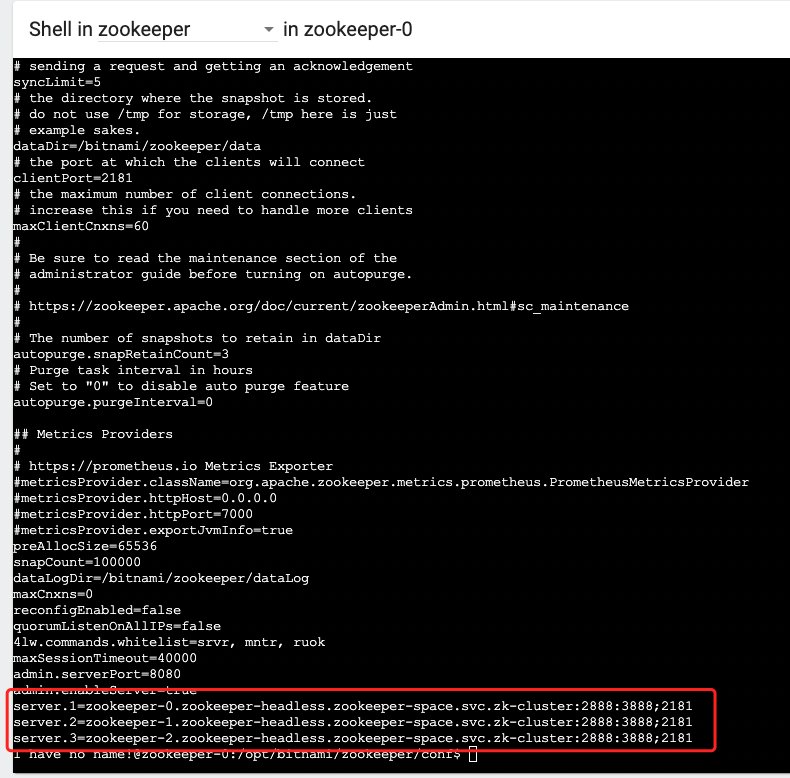 Shell in zookeeper in zookeeper-0
# sending a request and getting an acknowledgement
syncLimit=5
# the directory where the snapshot is stored.
# do not use /tmp for storage, /tmp here is just
# example sakes.
dataDir=/bitnami/zookeeper/data
# the port at which the clients will connect
clientPort=2181
# the maximum number of client connections.
# increase this if you need to handle more clients
maxClientCnxns=60
#
# Be sure to read the maintenance section of the
# administrator guide before turning on autopurge.
#
# https://zookeeper.apache.org/doc/current/zookeeperAdmin.html#sc_maintenance
#
# The number of snapshots to retain in dataDir
autopurge.snapRetainCount=3
# Purge task interval in hours
# Set to "0" to disable auto purge feature
autopurge.purgeInterval=0
## Metrics Providers
#
# https://prometheus.io Metrics Exporter
#metricsProvider.className=org.apache.zookeeper.metrics.prometheus.PrometheusMetricsProvider
#metricsProvider.httpHost=0.0.0.0
#metricsProvider.httpPort=7000
#metricsProvider.exportJvmInfo=true
preAllocSize=65536
snapCount=100000
dataLogDir=/bitnami/zookeeper/dataLog
maxCnxns=0
reconfigEnabled=false
quorumListenOnAllIPs=false
4lw.commands.whitelist=srvr, mntr, ruok
maxSessionTimeout=40000
admin.serverPort=8080
admin.enableServer=true
server.1=zookeeper-0.zookeeper-headless.zookeeper-space.svc.zk-cluster:2888:3888;2181
server.2=zookeeper-1.zookeeper-headless.zookeeper-space.svc.zk-cluster:2888:3888;2181
server.3=zookeeper-2.zookeeper-headless.zookeeper-space.svc.zk-cluster:2888:3888;2181
I have no name!@zookeeper-0:/opt/bitnami/zookeeper/conf$